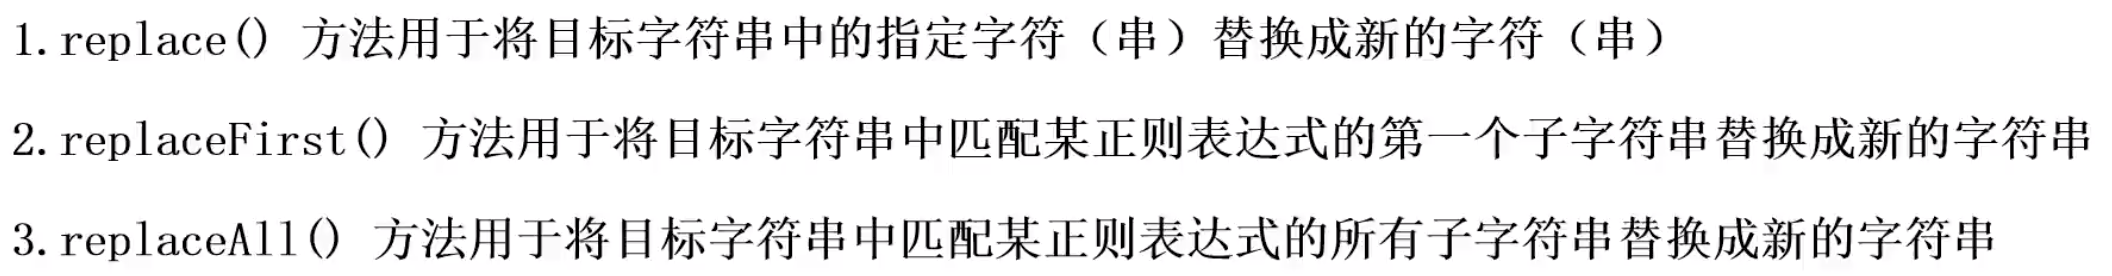 1.replace() 方法用于将目标字符串中的指定字符（串）替换成新的字符（串）
2.replaceFirst() 方法用于将目标字符串中匹配某正则表达式的第一个子字符串替换成新的字符串
3.replaceAll() 方法用于将目标字符串中匹配某正则表达式的所有子字符串替换成新的字符串